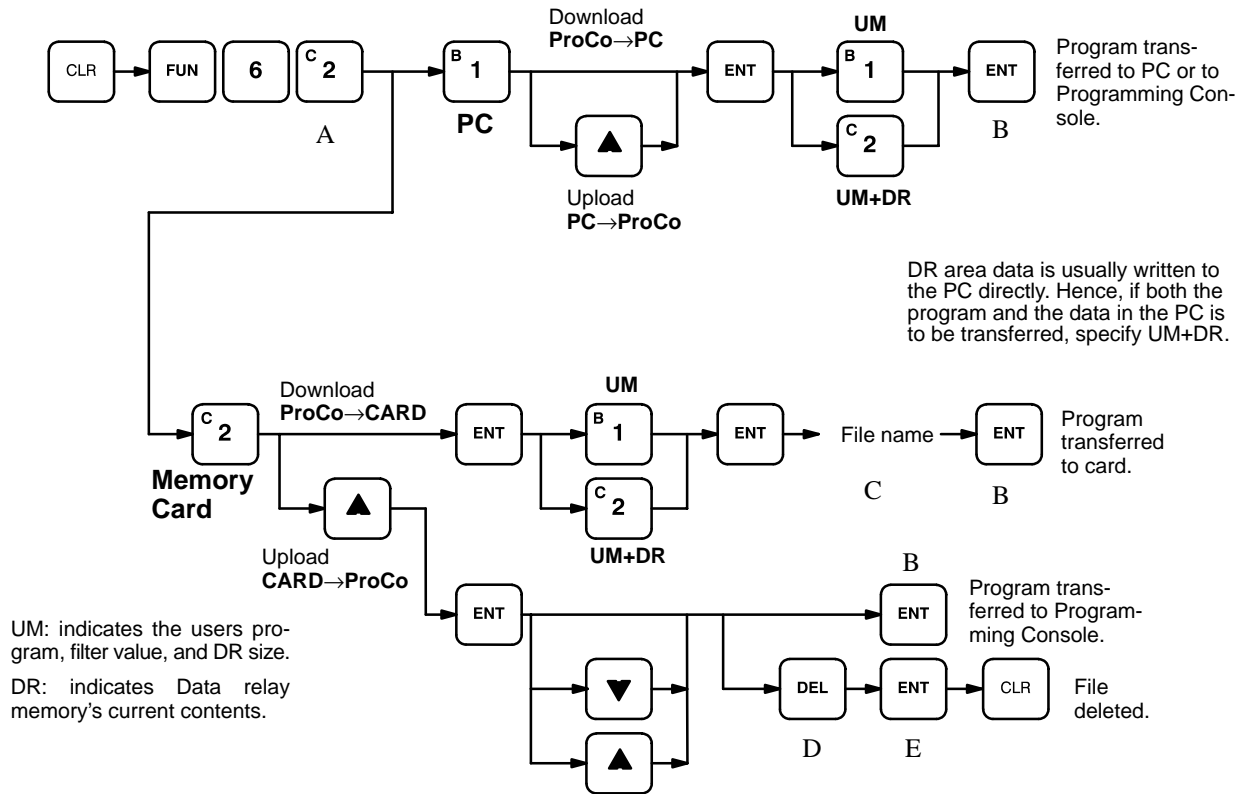 Download
ProCo→PC
UM
CLR
FUN
6
C 2
B 1
ENT
B 1
ENT
Program trans-
ferred to PC or to
Programming Con-
sole.
A
PC
C 2
B
Upload
PC→ProCo
UM+DR
DR area data is usually written to
the PC directly. Hence, if both the
program and the data in the PC is
to be transferred, specify UM+DR.
Download
ProCo→CARD
UM
C 2
ENT
B 1
ENT
File name
ENT
Program
transferred
to card.
Memory
Card
C 2
C
B
Upload
CARD→ProCo
UM+DR
B
ENT
ENT
Program trans-
ferred to Program-
ming Console.
UM: indicates the users pro-
gram, filter value, and DR size.
DR: indicates Data relay
memory's current contents.
DEL
ENT
CLR
File
deleted.
D
E